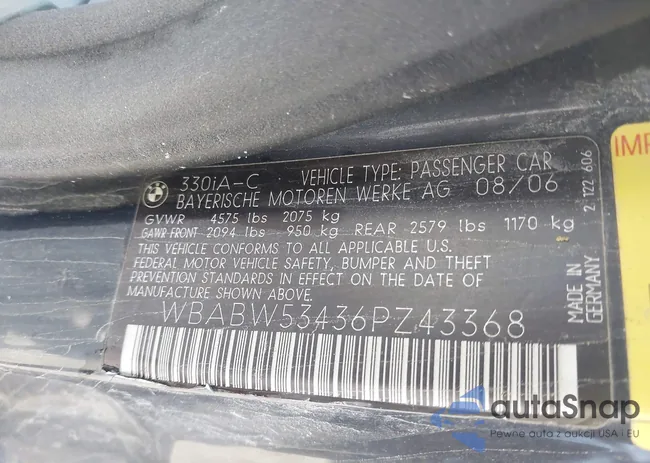 330iA-C VEHICLE TYPE: PASSENGER CAR
BAYERISCHE MOTOREN WERKE AG 08/06
GVWR 4575 lbs 2075 kg
GAWR FRONT 2094 lbs 950 kg REAR 2579 lbs 1170 kg
THIS VEHICLE CONFORMS TO ALL APPLICABLE U.S.
FEDERAL MOTOR VEHICLE SAFETY, BUMPER AND THEFT
PREVENTION STANDARDS IN EFFECT ON THE DATE OF
MANUFACTURE SHOWN ABOVE.
WBABW53436PZ43368
MADE IN
GERMANY
2 122 606
IMP
autaSnap
Pewne auta z aukcji USA i EU